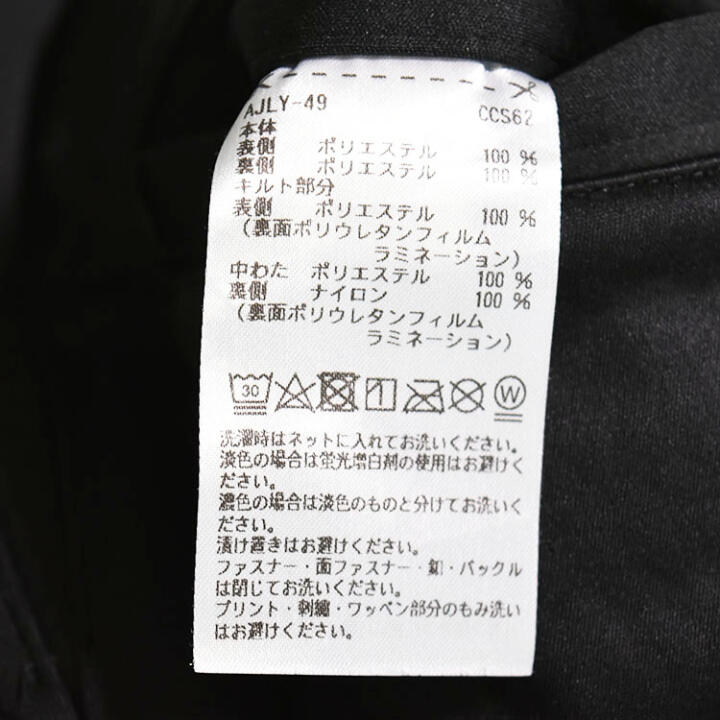 AJLY-49 CCS62
本体
表側 ポリエステル 100 %
裏側 ポリエステル 100 %
キルト部分
表側 ポリエステル 100 %
(裏面ポリウレタンフィルム
ラミネーション)
中わた ポリエステル 100 %
裏側 ナイロン 100 %
(裏面ポリウレタンフィルム
ラミネーション)
30 W
洗濯時はネットに入れてお洗いください。
淡色の場合は蛍光増白剤の使用はお避けく
ださい。
濃色の場合は淡色のものと分けてお洗いく
ださい。
漬け置きはお避けください。
ファスナー・面ファスナー・釦・バックル
は閉じてお洗いください。
プリント・刺繍・ワッペン部分のもみ洗い
はお避けください。